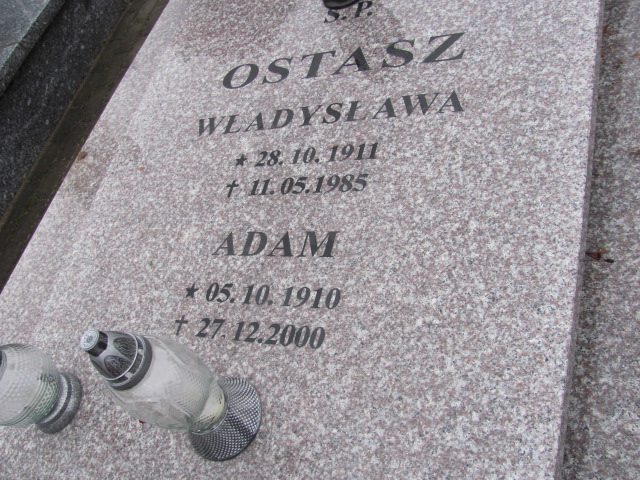 Ś.P.
OSTASZ
WŁADYSŁAWA
★ 28.10.1911
† 11.05.1985
ADAM
★ 05.10.1910
† 27.12.2000